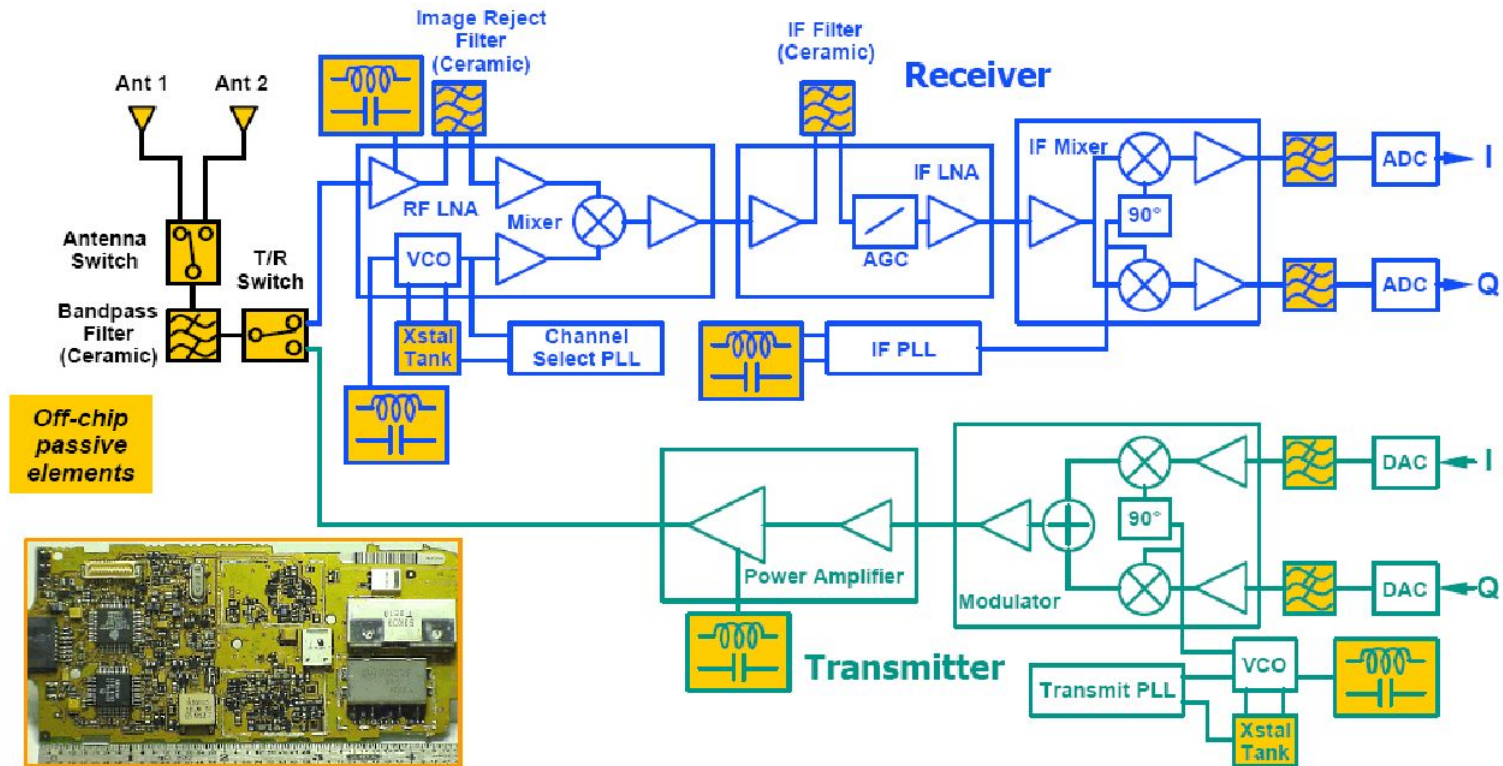 Image Reject
Filter
(Ceramic)
IF Filter
(Ceramic)
Receiver
Ant 1
Ant 2
RF LNA
Mixer
VCO
IF LNA
AGC
IF Mixer
90°
ADC
I
ADC
Q
Antenna
Switch
T/R
Switch
Bandpass
Filter
(Ceramic)
Xstal
Tank
Channel
Select PLL
IF PLL
Off-chip
passive
elements
Power Amplifier
Modulator
90°
DAC
I
DAC
Q
Transmitter
Transmit PLL
VCO
Xstal
Tank